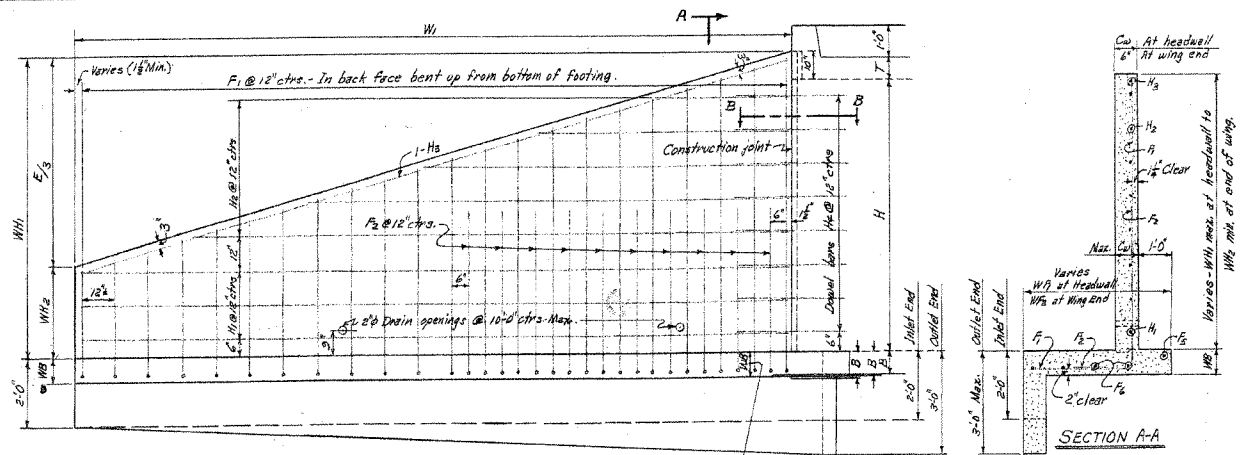 A
W1
1'-0"
T
10"
Varies (1½" Min.)
F1 @ 12" ctrs. - In back face bent up from bottom of footing.
B
B
Construction joint
1-H3
H2 @ 12" ctrs.
3"
E/3
WH1
WH2
12"
12"±
H1 @ 12" ctrs.
6"
F2 @ 12" ctrs.
6"
6"
1½"
Dowel bars
@ 12" ctrs
6"
H
2"ϕ Drain openings @ 10'-0" ctrs. Max.
9"
WB
2'-0"
WB
B
B
B
Inlet End
Outlet End
2'-0"
3'-0"
Cw At headwall
6" At wing end
H3
H2
F1
1½" Clear
F2
Max. Cw
1'-0"
Varies
WF1 at Headwall
WF2 at Wing End
Varies - WH1 max. at headwall to
WH2 min. at end of wing.
H1
F5
F1
F2
F6
2" clear
WB
Outlet End
Inlet End
3'-0" Max.
2'-0"
SECTION A-A